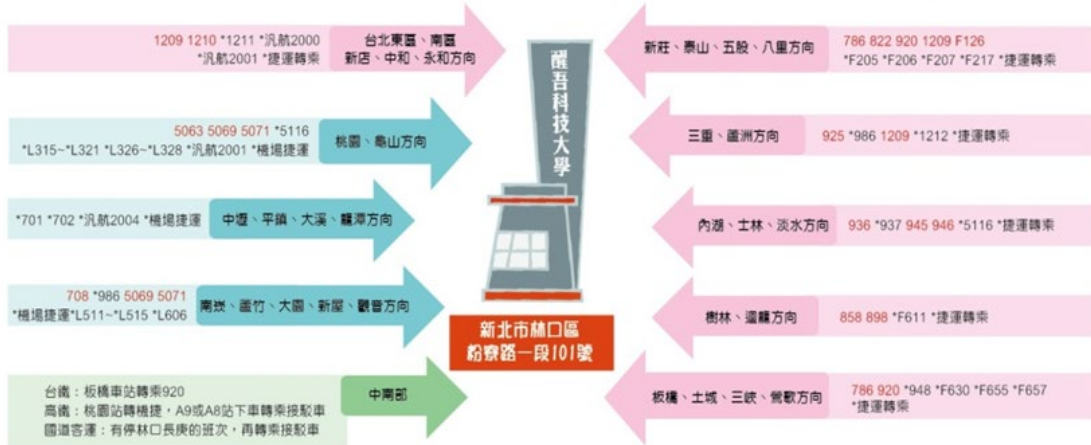 1209 1210 *1211 *汎航2000
*汎航2001 *捷運轉乘
台北東區、南區
新店、中和、永和方向
5063 5069 5071 *5116
*L315~*L321 *L326~*L328 *汎航2001 *機場捷運
桃園、龜山方向
*701 *702 *汎航2004 *機場捷運
中壢、平鎮、大溪、龍潭方向
708 *986 5069 5071
*機場捷運*L511~*L515 *L606
南崁、蘆竹、大園、新屋、觀音方向
台鐵：板橋車站轉乘920
高鐵：桃園站轉機捷，A9或A8站下車轉乘接駁車
國道客運：有停林口長庚的班次，再轉乘接駁車
中南部
醒吾科技大學
新北市林口區
粉寮路一段101號
新莊、泰山、五股、八里方向
786 822 920 1209 F126
*F205 *F206 *F207 *F217 *捷運轉乘
三重、蘆洲方向
925 *986 1209 *1212 *捷運轉乘
內湖、士林、淡水方向
936 *937 945 946 *5116 *捷運轉乘
樹林、迴龍方向
858 898 *F611 *捷運轉乘
板橋、土城、三峽、鶯歌方向
786 920 *948 *F630 *F655 *F657
*捷運轉乘